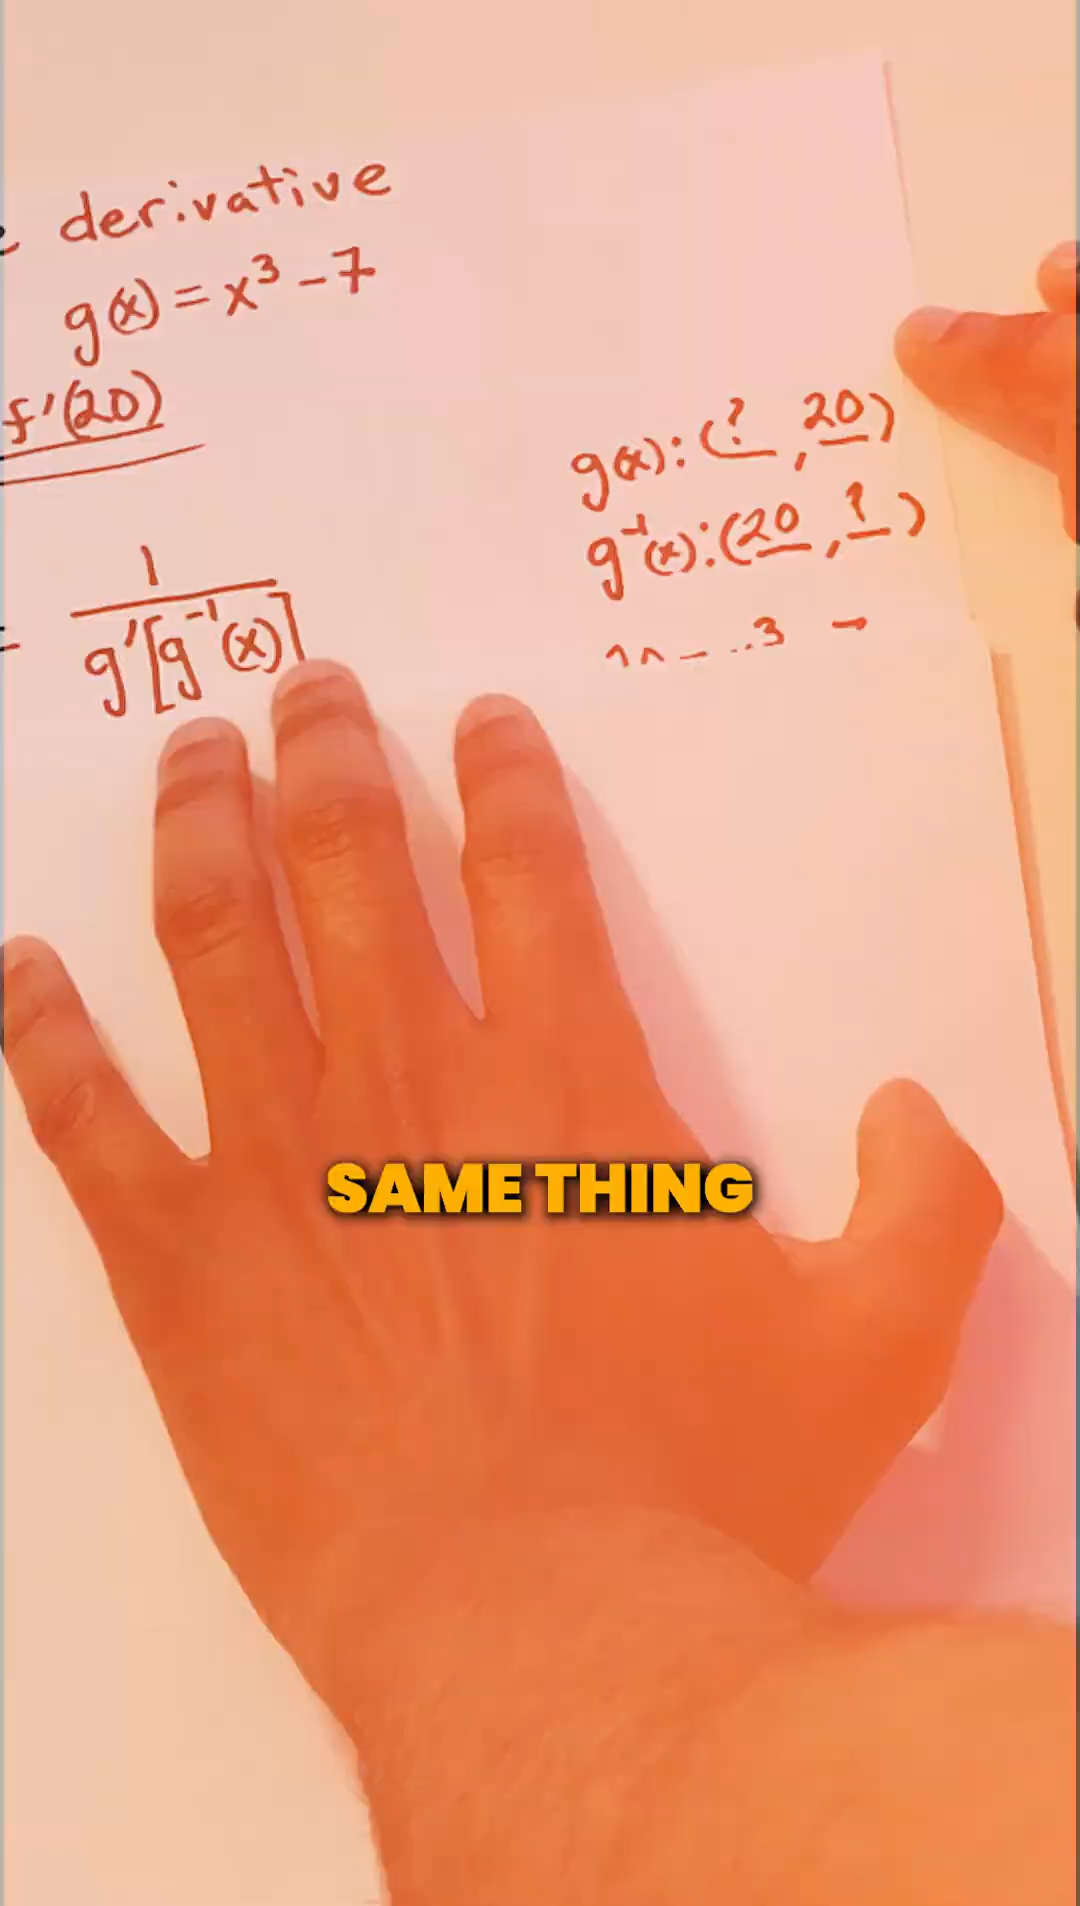 derivative
g(x) = x³ - 7
f'(20)
g(x): (?, 20)
g⁻¹(x): (20, ?)
1
g'[g⁻¹(x)]
SAME THING